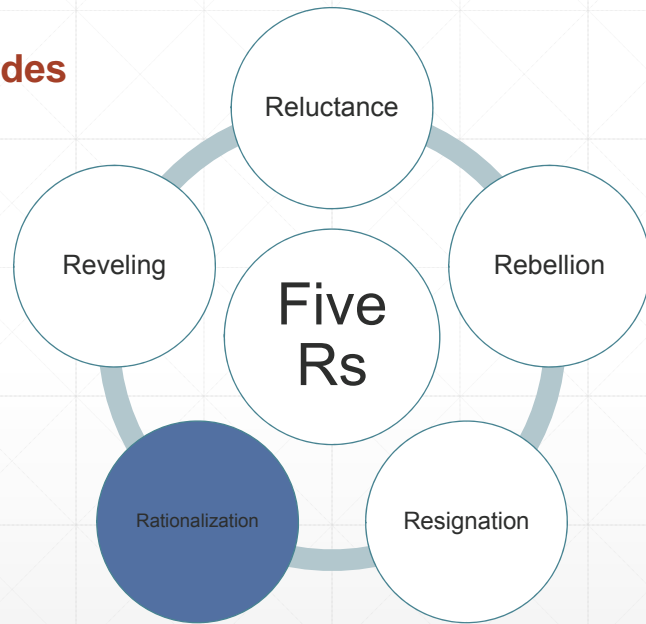 des
Reluctance
Reveling
Rebellion
Five
Rs
Rationalization
Resignation